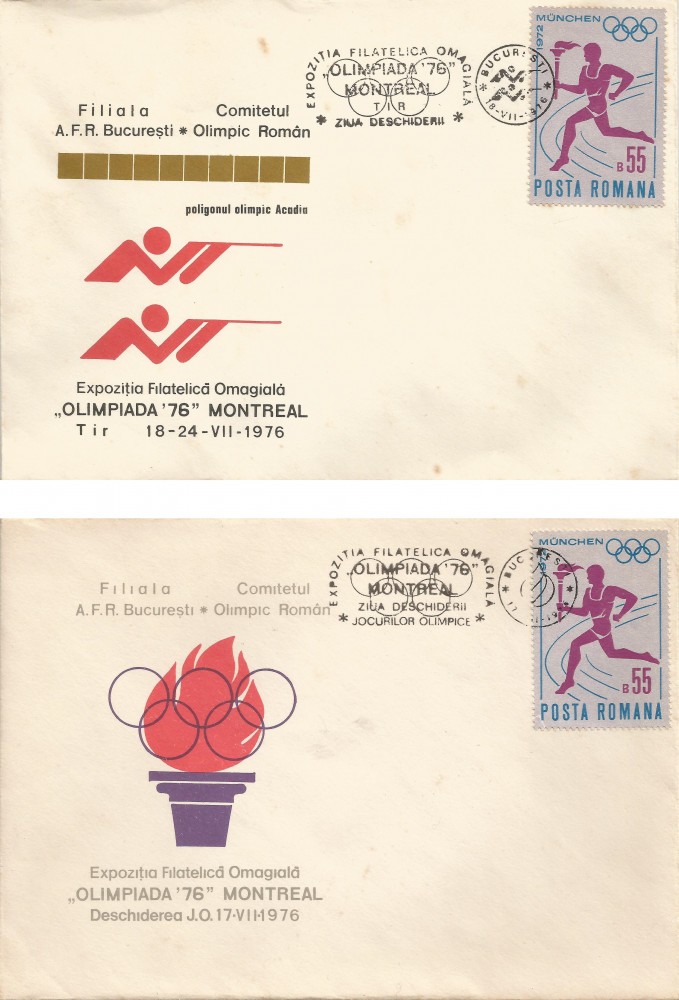 EXPOZIȚIA FILATELICA OMAGIALĂ
„OLIMPIADA '76”
MONTREAL
TIR
* ZIUA DESCHIDERII *
* BUCUREȘTI *
18-VII-1976
MÜNCHEN
1972
B 55
POSTA ROMANA
Filiala Comitetul
A.F.R. București * Olimpic Român
poligonul olimpic Acadia
Expoziția Filatelică Omagială
„OLIMPIADA '76” MONTREAL
Tir 18-24-VII-1976
EXPOZIȚIA FILATELICA OMAGIALĂ
„OLIMPIADA '76”
MONTREAL
ZIUA DESCHIDERII
* JOCURILOR OLIMPICE *
MÜNCHEN
1972
B 55
POSTA ROMANA
Filiala Comitetul
A.F.R. București * Olimpic Român
Expoziția Filatelică Omagială
„OLIMPIADA '76” MONTREAL
Deschiderea J.O. 17·VII·1976